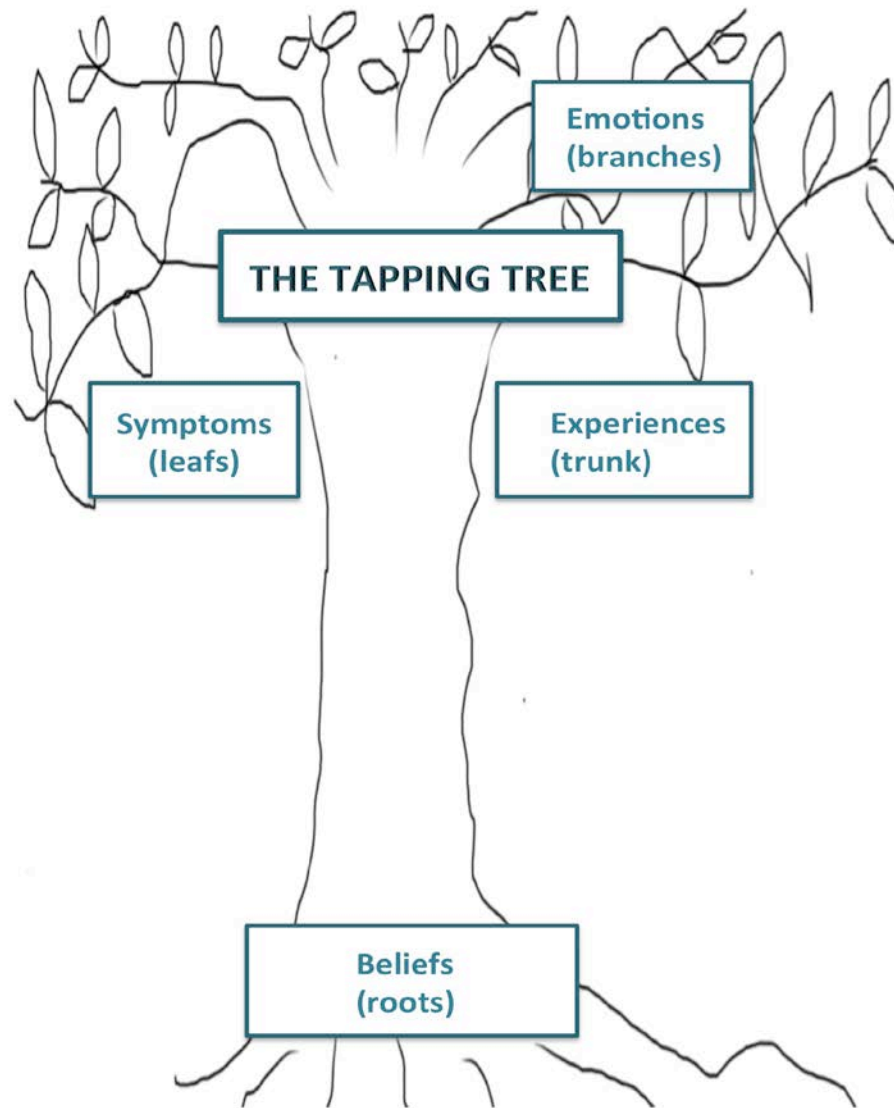 Emotions
(branches)
THE TAPPING TREE
Symptoms
(leafs)
Experiences
(trunk)
Beliefs
(roots)